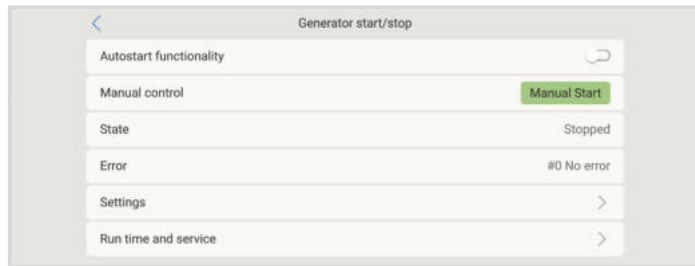 Generator start/stop
Autostart functionality
Manual control Manual Start
State Stopped
Error #0 No error
Settings
Run time and service